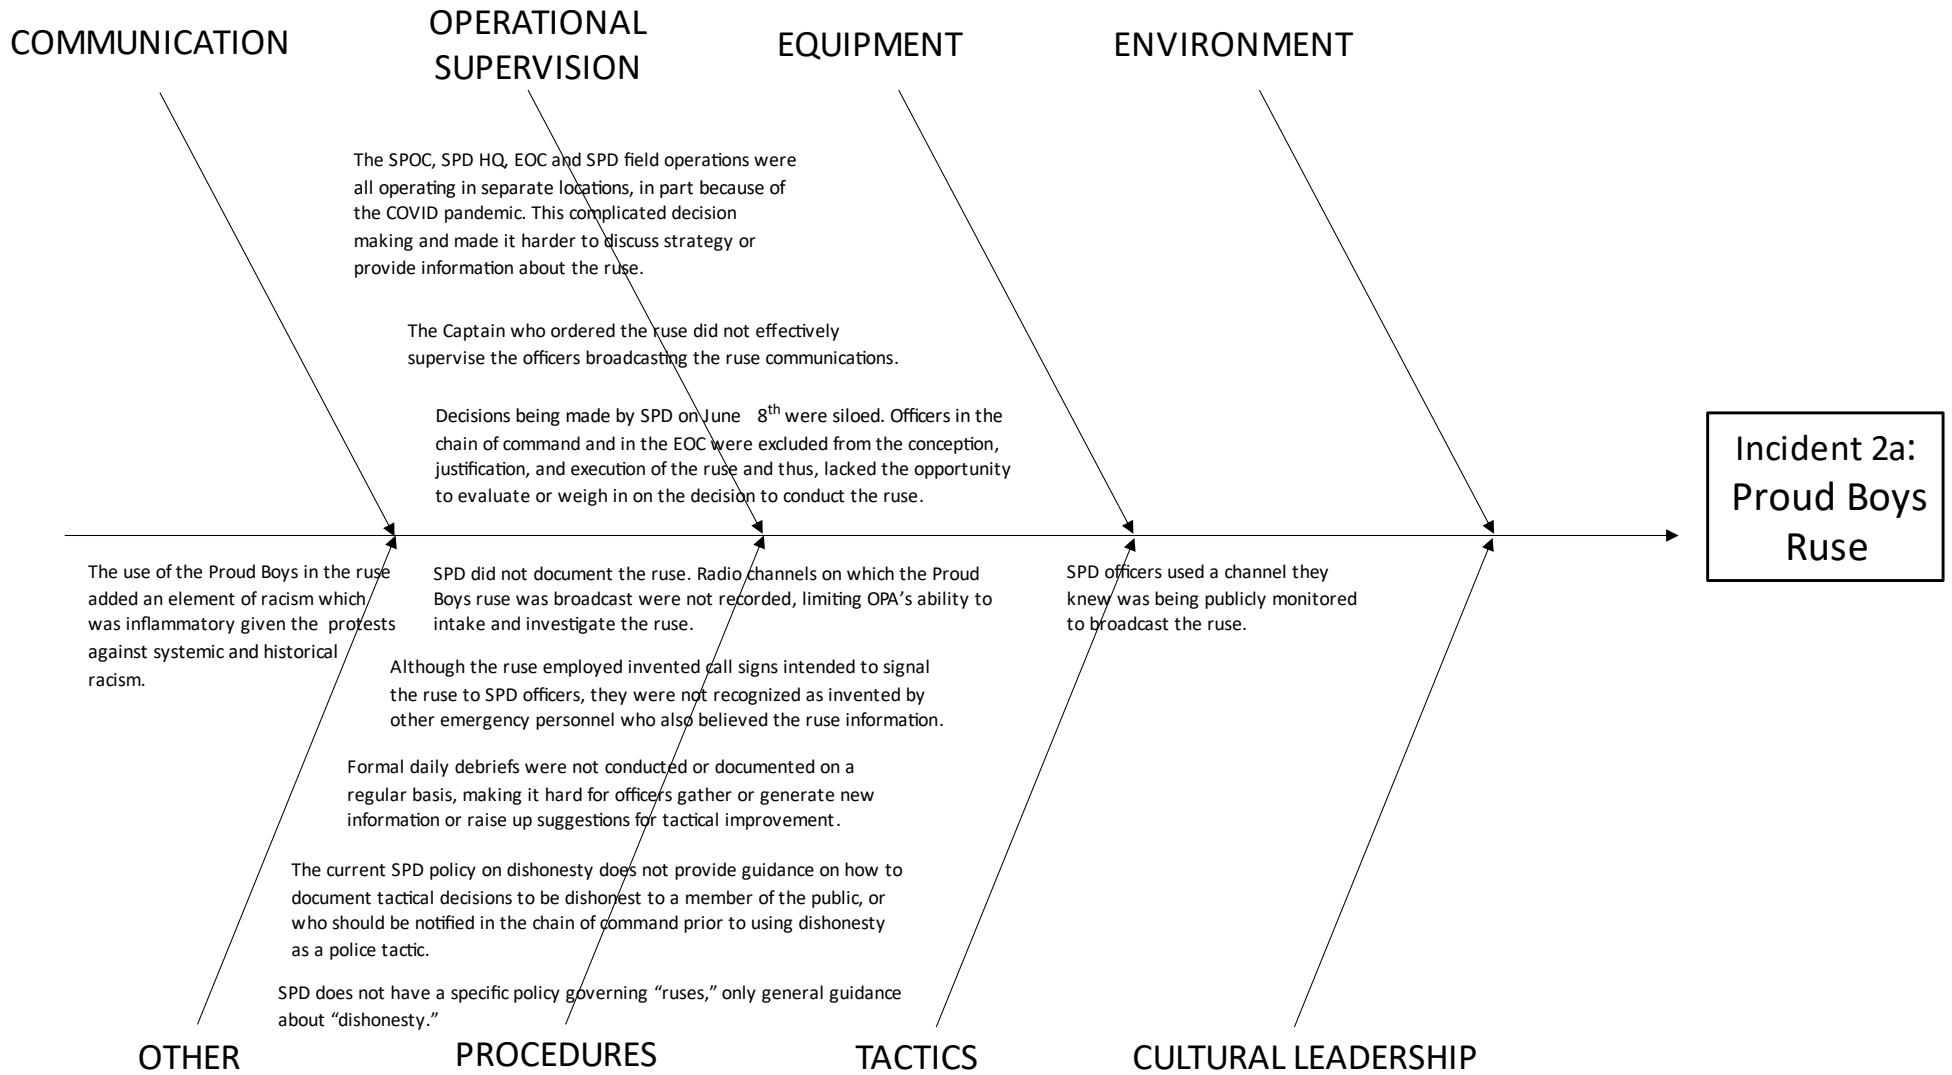 COMMUNICATION
OPERATIONAL
SUPERVISION
EQUIPMENT
ENVIRONMENT
The SPOC, SPD HQ, EOC and SPD field operations were
all operating in separate locations, in part because of
the COVID pandemic. This complicated decision
making and made it harder to discuss strategy or
provide information about the ruse.
The Captain who ordered the ruse did not effectively
supervise the officers broadcasting the ruse communications.
Decisions being made by SPD on June 8th were siloed. Officers in the
chain of command and in the EOC were excluded from the conception,
justification, and execution of the ruse and thus, lacked the opportunity
to evaluate or weigh in on the decision to conduct the ruse.
Incident 2a:
Proud Boys
Ruse
The use of the Proud Boys in the ruse
added an element of racism which
was inflammatory given the protests
against systemic and historical
racism.
SPD did not document the ruse. Radio channels on which the Proud
Boys ruse was broadcast were not recorded, limiting OPA’s ability to
intake and investigate the ruse.
Although the ruse employed invented call signs intended to signal
the ruse to SPD officers, they were not recognized as invented by
other emergency personnel who also believed the ruse information.
Formal daily debriefs were not conducted or documented on a
regular basis, making it hard for officers gather or generate new
information or raise up suggestions for tactical improvement.
The current SPD policy on dishonesty does not provide guidance on how to
document tactical decisions to be dishonest to a member of the public, or
who should be notified in the chain of command prior to using dishonesty
as a police tactic.
SPD does not have a specific policy governing “ruses,” only general guidance
about “dishonesty.”
SPD officers used a channel they
knew was being publicly monitored
to broadcast the ruse.
OTHER
PROCEDURES
TACTICS
CULTURAL LEADERSHIP